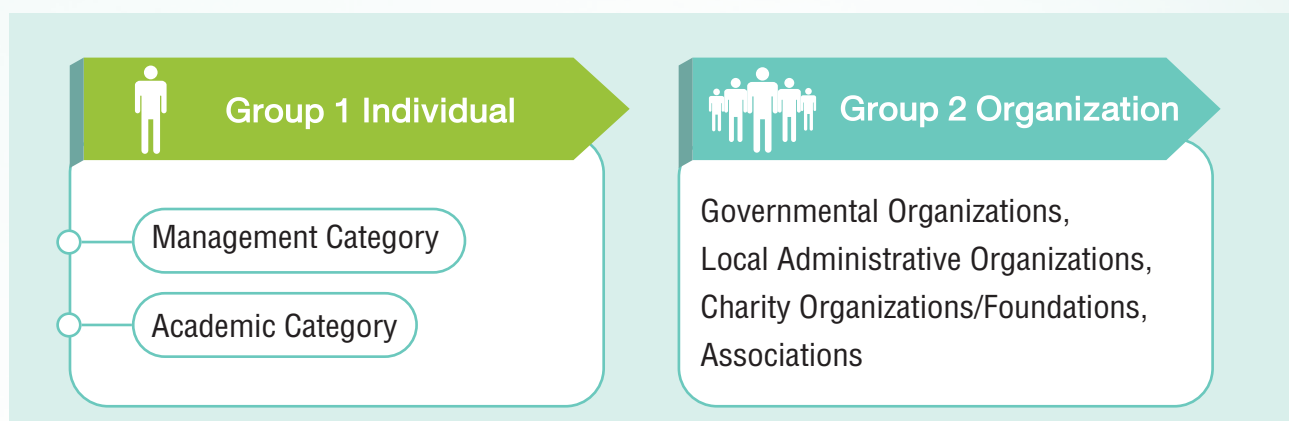 Group 1 Individual
Management Category
Academic Category
Group 2 Organization
Governmental Organizations,
Local Administrative Organizations,
Charity Organizations/Foundations,
Associations